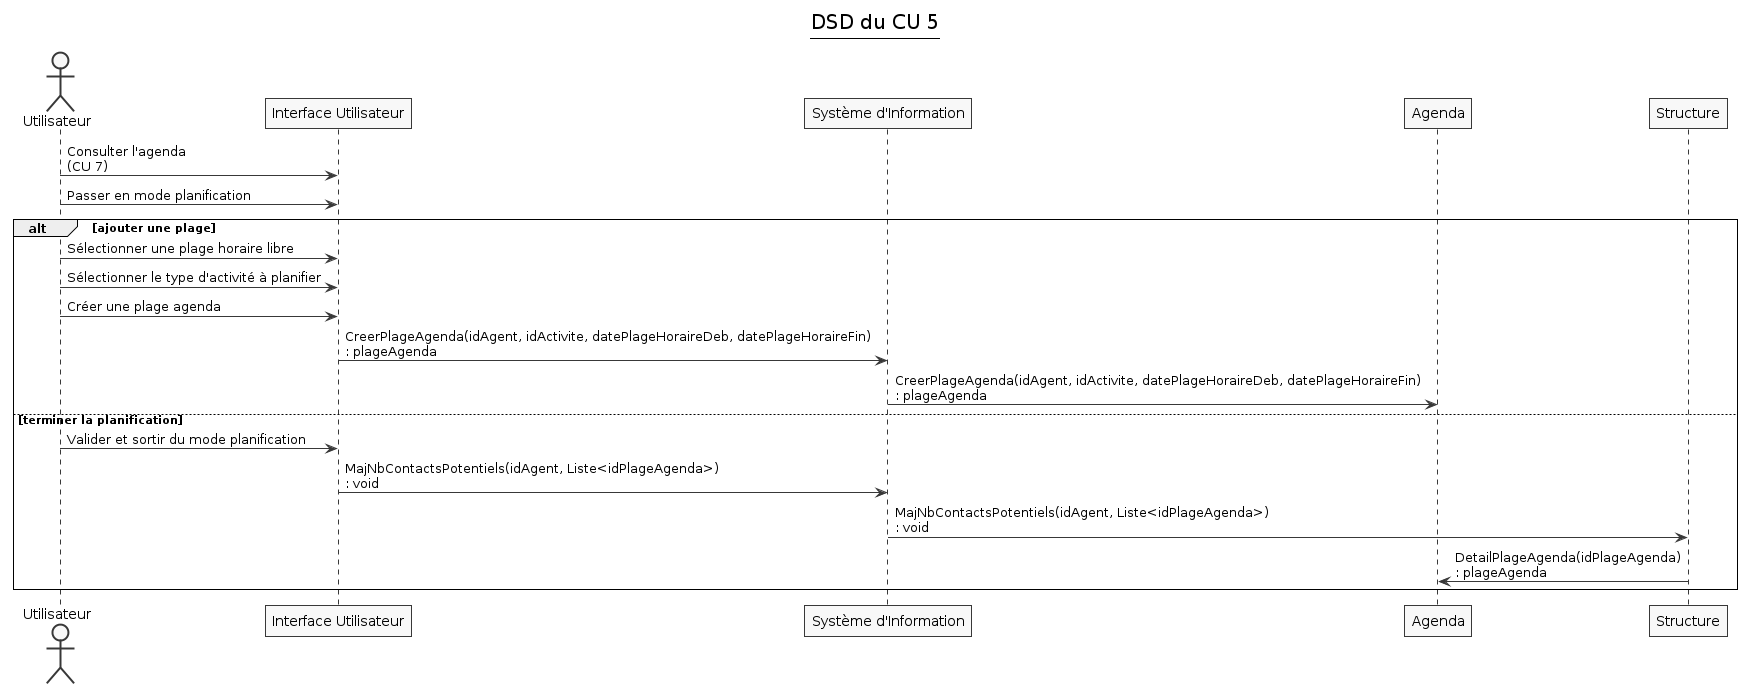 DSD du CU 5
Utilisateur
Interface Utilisateur
Système d'Information
Agenda
Structure
Consulter l'agenda
(CU 7)
Passer en mode planification
alt [ajouter une plage]
Sélectionner une plage horaire libre
Sélectionner le type d'activité à planifier
Créer une plage agenda
CreerPlageAgenda(idAgent, idActivite, datePlageHoraireDeb, datePlageHoraireFin)
: plageAgenda
CreerPlageAgenda(idAgent, idActivite, datePlageHoraireDeb, datePlageHoraireFin)
: plageAgenda
[terminer la planification]
Valider et sortir du mode planification
MajNbContactsPotentiels(idAgent, Liste<idPlageAgenda>)
: void
MajNbContactsPotentiels(idAgent, Liste<idPlageAgenda>)
: void
DetailPlageAgenda(idPlageAgenda)
: plageAgenda
Utilisateur
Interface Utilisateur
Système d'Information
Agenda
Structure